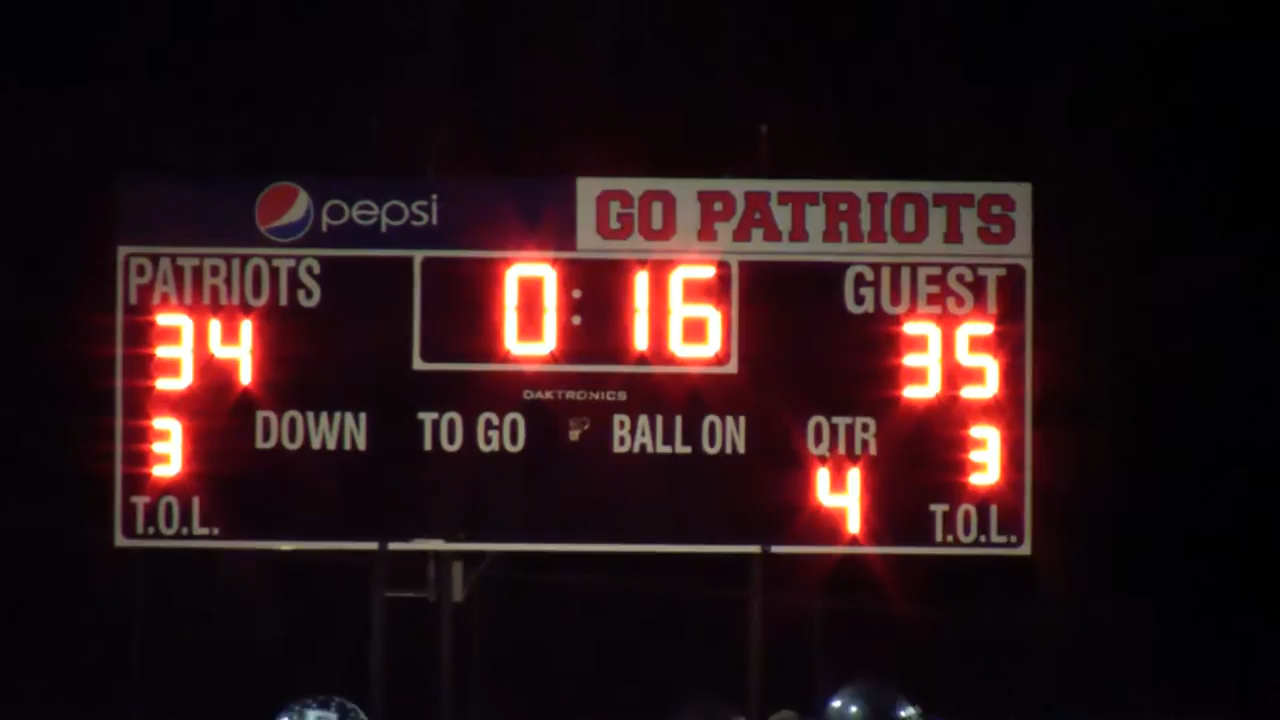 pepsi GO PATRIOTS
PATRIOTS 0:16 GUEST
34 35
DAKTRONICS
3 DOWN TO GO BALL ON QTR 3
4
T.O.L. T.O.L.